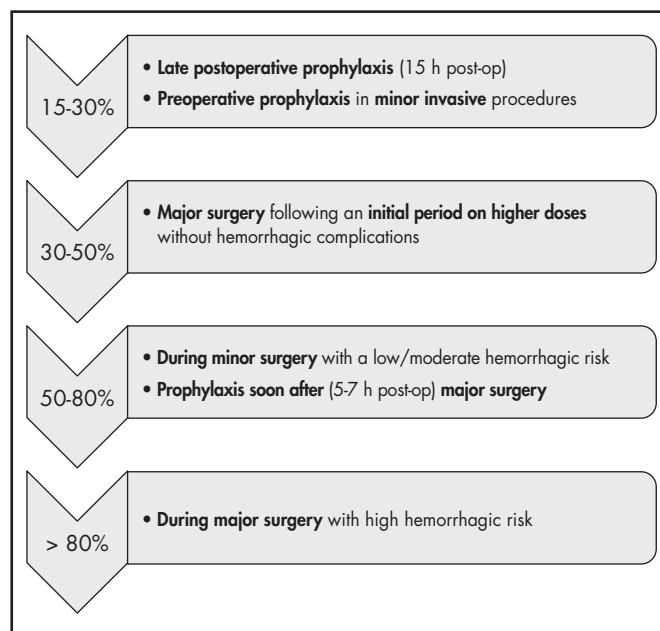 15-30%
• Late postoperative prophylaxis (15 h post-op)
• Preoperative prophylaxis in minor invasive procedures
30-50%
• Major surgery following an initial period on higher doses
without hemorrhagic complications
50-80%
• During minor surgery with a low/moderate hemorrhagic risk
• Prophylaxis soon after (5-7 h post-op) major surgery
> 80%
• During major surgery with high hemorrhagic risk